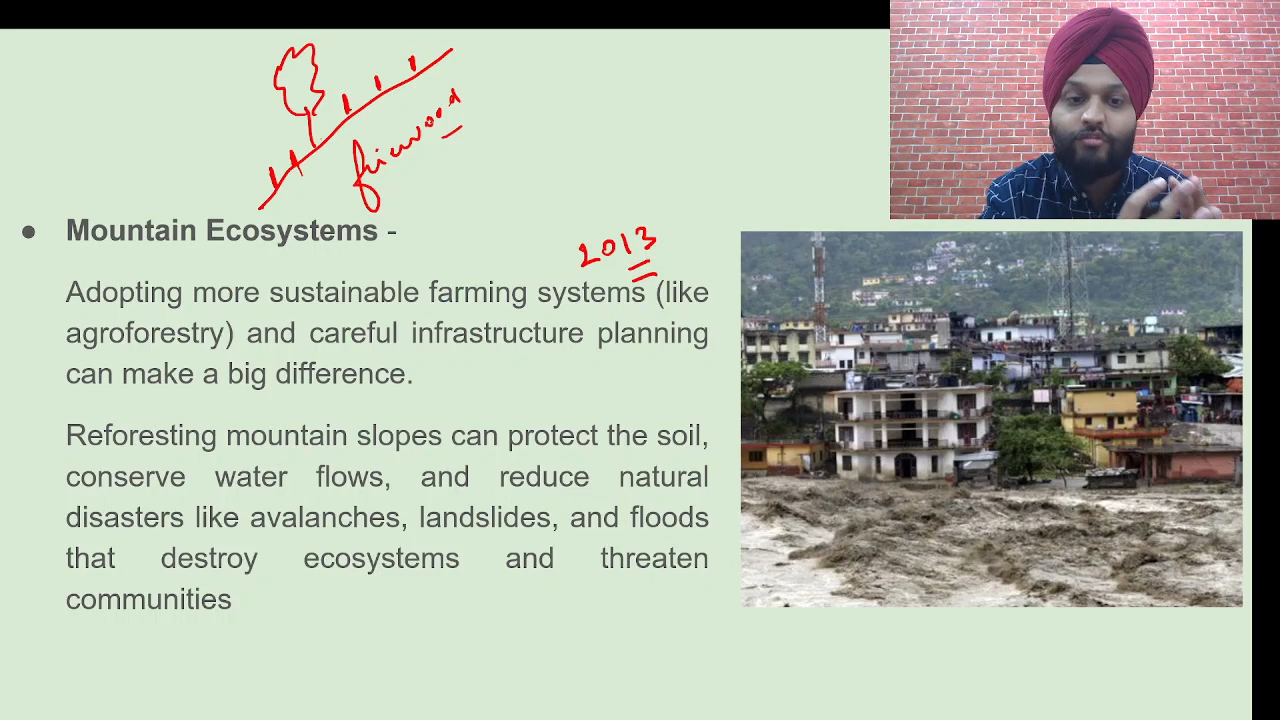 firewood
● Mountain Ecosystems -
2013
Adopting more sustainable farming systems (like
agroforestry) and careful infrastructure planning
can make a big difference.
Reforesting mountain slopes can protect the soil,
conserve water flows, and reduce natural
disasters like avalanches, landslides, and floods
that destroy ecosystems and threaten
communities